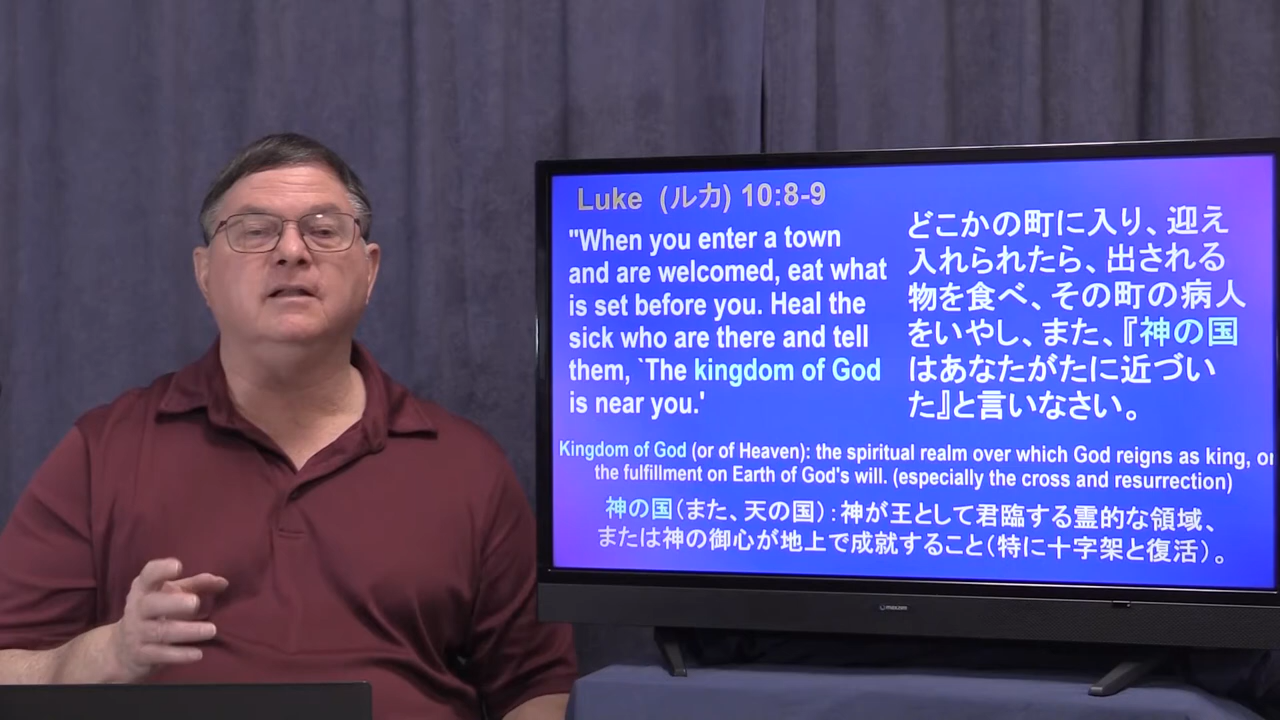 Luke (ルカ) 10:8-9
"When you enter a town
and are welcomed, eat what
is set before you. Heal the
sick who are there and tell
them, `The kingdom of God
is near you.'
どこかの町に入り、迎え
入れられたら、出される
物を食べ、その町の病人
をいやし、また、『神の国
はあなたがたに近づい
た』と言いなさい。
Kingdom of God (or of Heaven): the spiritual realm over which God reigns as king, or
the fulfillment on Earth of God's will. (especially the cross and resurrection)
神の国(また、天の国):神が王として君臨する霊的な領域、
または神の御心が地上で成就すること(特に十字架と復活)。